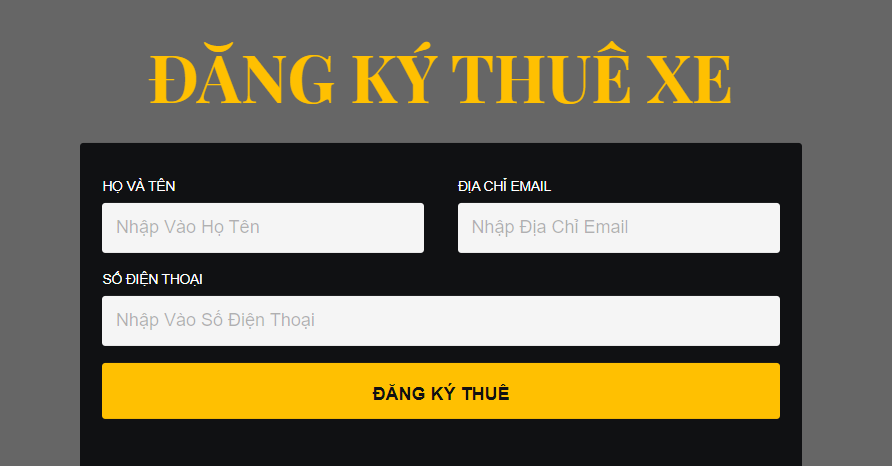 ĐĂNG KÝ THUÊ XE
HỌ VÀ TÊN
ĐỊA CHỈ EMAIL
Nhập Vào Họ Tên
Nhập Địa Chỉ Email
SỐ ĐIỆN THOẠI
Nhập Vào Số Điện Thoại
ĐĂNG KÝ THUÊ